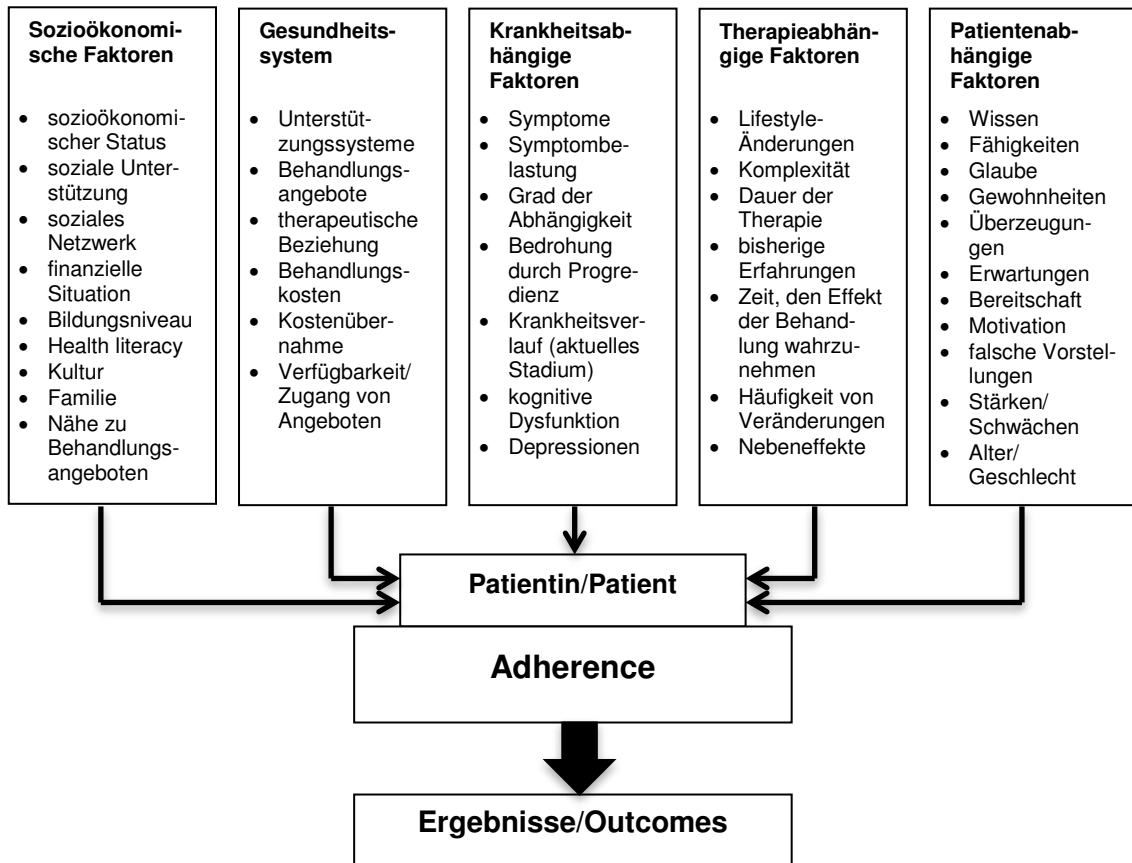 Sozioökonomi-
sche Faktoren
• sozioökonomi-
scher Status
• soziale Unter-
stützung
• soziales
Netzwerk
• finanzielle
Situation
• Bildungsniveau
• Health literacy
• Kultur
• Familie
• Nähe zu
Behandlungs-
angeboten
Gesundheits-
system
• Unterstüt-
zungssysteme
• Behandlungs-
angebote
• therapeutische
Beziehung
• Behandlungs-
kosten
• Kostenüber-
nahme
• Verfügbarkeit/
Zugang von
Angeboten
Krankheitsab-
hängige
Faktoren
• Symptome
• Symptombe-
lastung
• Grad der
Abhängigkeit
• Bedrohung
durch Progre-
dienz
• Krankheitsver-
lauf (aktuelles
Stadium)
• kognitive
Dysfunktion
• Depressionen
Therapieabhän-
gige Faktoren
• Lifestyle-
Änderungen
• Komplexität
• Dauer der
Therapie
• bisherige
Erfahrungen
• Zeit, den Effekt
der Behand-
lung wahrzu-
nehmen
• Häufigkeit von
Veränderungen
• Nebeneffekte
Patientenab-
hängige
Faktoren
• Wissen
• Fähigkeiten
• Glaube
• Gewohnheiten
• Überzeugun-
gen
• Erwartungen
• Bereitschaft
• Motivation
• falsche Vorstel-
lungen
• Stärken/
Schwächen
• Alter/
Geschlecht
Patientin/Patient
Adherence
Ergebnisse/Outcomes